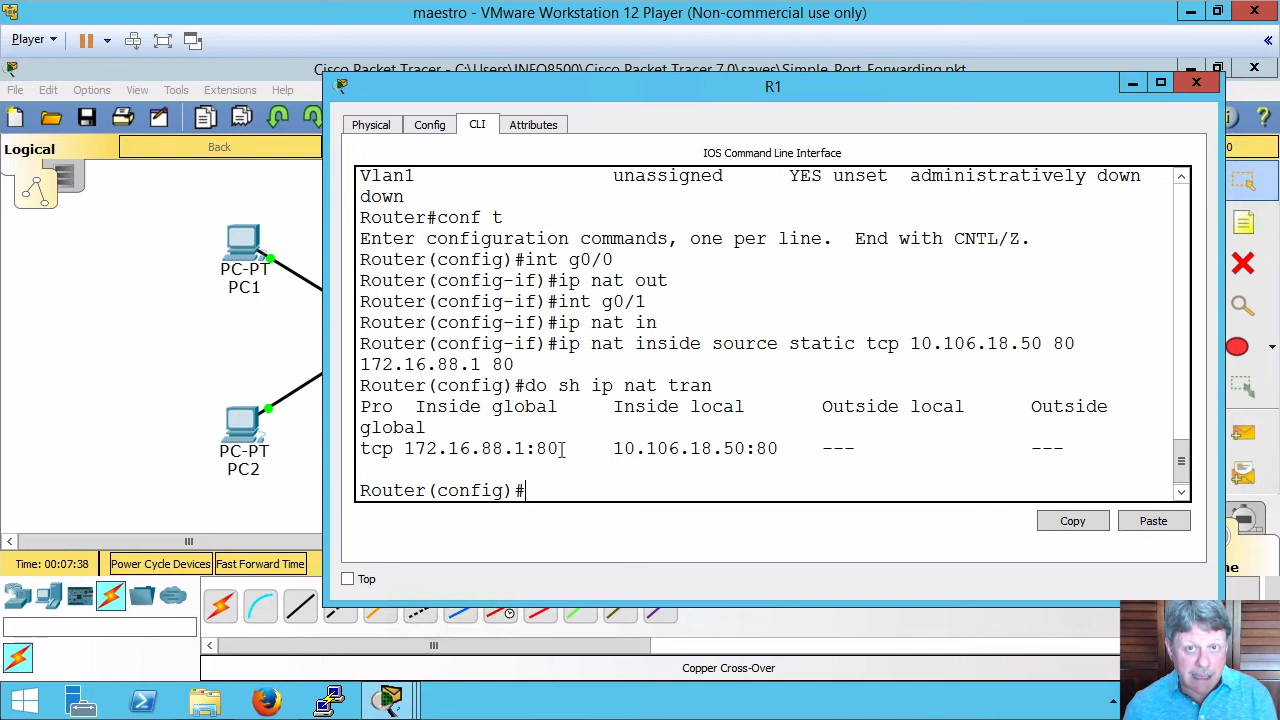 maestro - VMware Workstation 12 Player (Non-commercial use only)
Player
Cisco Packet Tracer - C:\Users\INFO8500\Cisco Packet Tracer 7.0\saves\Simple_Port_Forwarding.pkt
R1
File Edit Options View Tools Extensions Help
Physical Config CLI Attributes
Logical
Back
IOS Command Line Interface
Vlan1 unassigned YES unset administratively down
down
Router#conf t
Enter configuration commands, one per line. End with CNTL/Z.
Router(config)#int g0/0
Router(config-if)#ip nat out
Router(config-if)#int g0/1
Router(config-if)#ip nat in
Router(config-if)#ip nat inside source static tcp 10.106.18.50 80
172.16.88.1 80
Router(config)#do sh ip nat tran
Pro Inside global Inside local Outside local Outside
global
tcp 172.16.88.1:80 10.106.18.50:80 --- ---
Router(config)#
PC-PT
PC1
PC-PT
PC2
Copy Paste
Top
Time: 00:07:38 Power Cycle Devices Fast Forward Time
Copper Cross-Over